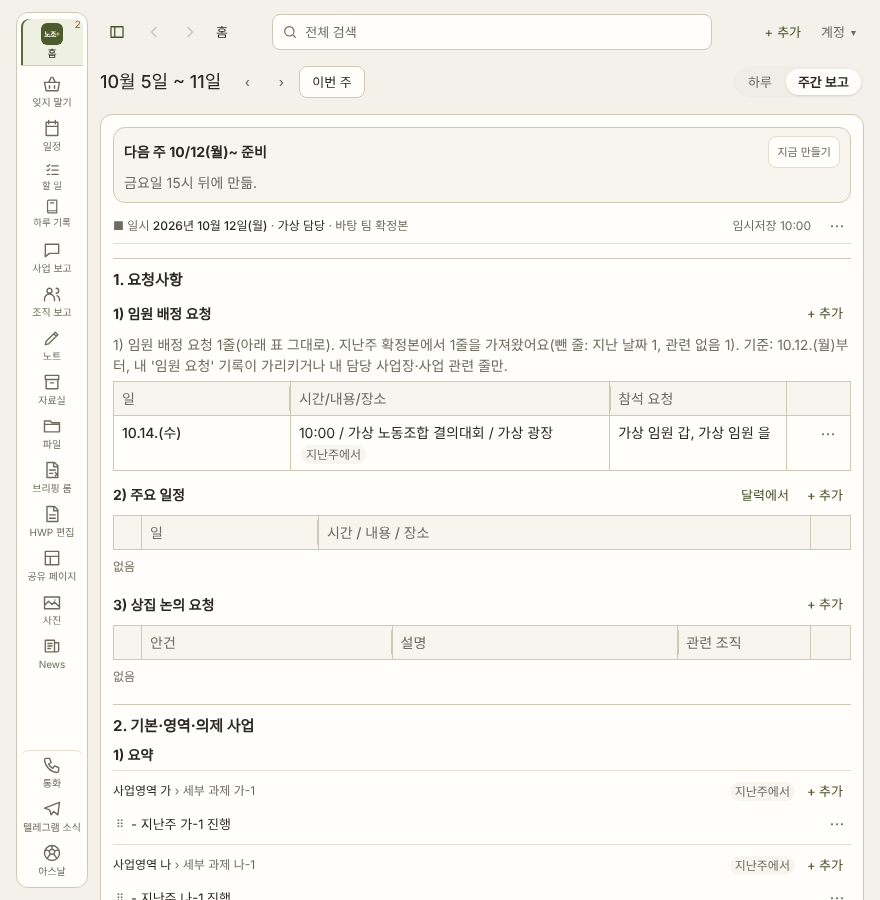 노조+
2
홈
잊지 말기
일정
할 일
하루 기록
사업 보고
조직 보고
노트
자료실
파일
브리핑 룸
HWP 편집
공유 페이지
사진
News
통화
텔레그램 소식
아스날
홈
전체 검색
+ 추가
계정 ▾
10월 5일 ~ 11일
‹ ›
이번 주
하루
주간 보고
다음 주 10/12(월)~ 준비
지금 만들기
금요일 15시 뒤에 만듦.
■ 일시 2026년 10월 12일(월) · 가상 담당 · 바탕 팀 확정본
임시저장 10:00
⋯
1. 요청사항
1) 임원 배정 요청
+ 추가
1) 임원 배정 요청 1줄(아래 표 그대로). 지난주 확정본에서 1줄을 가져왔어요(뺀 줄: 지난 날짜 1, 관련 없음 1). 기준: 10.12.(월)부
터, 내 '임원 요청' 기록이 가리키거나 내 담당 사업장·사업 관련 줄만.
일 시간/내용/장소 참석 요청
10.14.(수) 10:00 / 가상 노동조합 결의대회 / 가상 광장 가상 임원 갑, 가상 임원 을 ⋯
지난주에서
2) 주요 일정
달력에서 + 추가
일 시간 / 내용 / 장소
없음
3) 상집 논의 요청
+ 추가
안건 설명 관련 조직
없음
2. 기본·영역·의제 사업
1) 요약
사업영역 가 › 세부 과제 가-1
지난주에서 + 추가
⠿ - 지난주 가-1 진행 ⋯
사업영역 나 › 세부 과제 나-1
지난주에서 + 추가
⠿ - 지난주 나-1 진행 ⋯